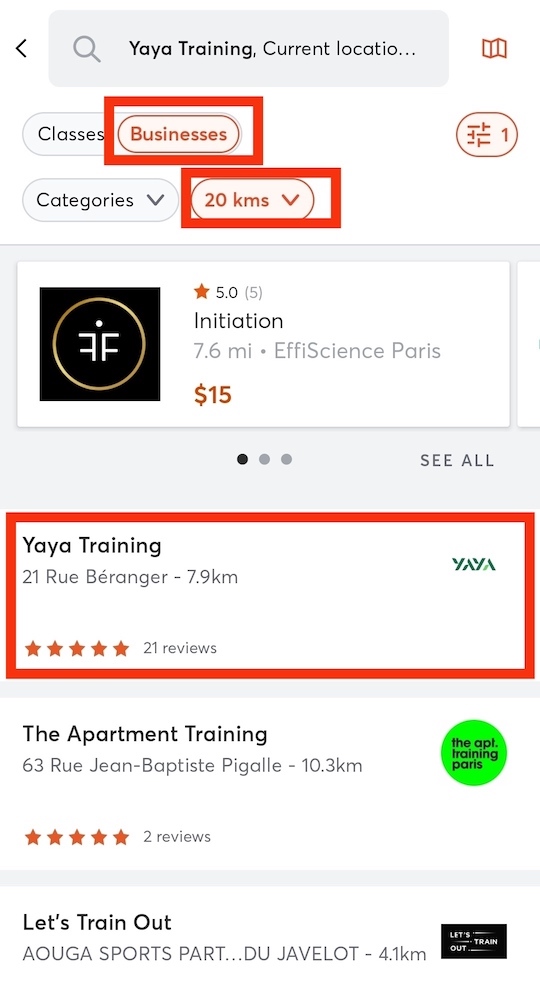 Yaya Training, Current locatio…
Classes
Businesses
1
Categories
20 kms
5.0 (5)
Initiation
7.6 mi • EffiScience Paris
$15
SEE ALL
Yaya Training
21 Rue Béranger - 7.9km
YAYA
21 reviews
The Apartment Training
63 Rue Jean-Baptiste Pigalle - 10.3km
the apt.
training
paris
2 reviews
Let's Train Out
AOUGA SPORTS PART...DU JAVELOT - 4.1km
LET'S
TRAIN
OUT